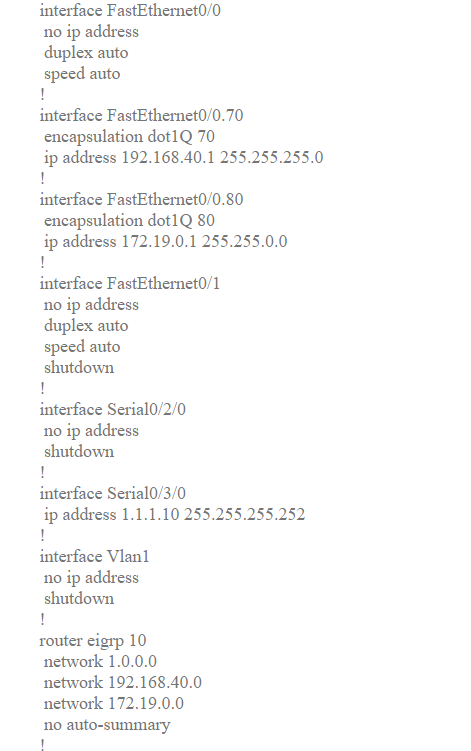 interface FastEthernet0/0
no ip address
duplex auto
speed auto
!
interface FastEthernet0/0.70
encapsulation dot1Q 70
ip address 192.168.40.1 255.255.255.0
!
interface FastEthernet0/0.80
encapsulation dot1Q 80
ip address 172.19.0.1 255.255.0.0
!
interface FastEthernet0/1
no ip address
duplex auto
speed auto
shutdown
!
interface Serial0/2/0
no ip address
shutdown
!
interface Serial0/3/0
ip address 1.1.1.10 255.255.255.252
!
interface Vlan1
no ip address
shutdown
!
router eigrp 10
network 1.0.0.0
network 192.168.40.0
network 172.19.0.0
no auto-summary
!